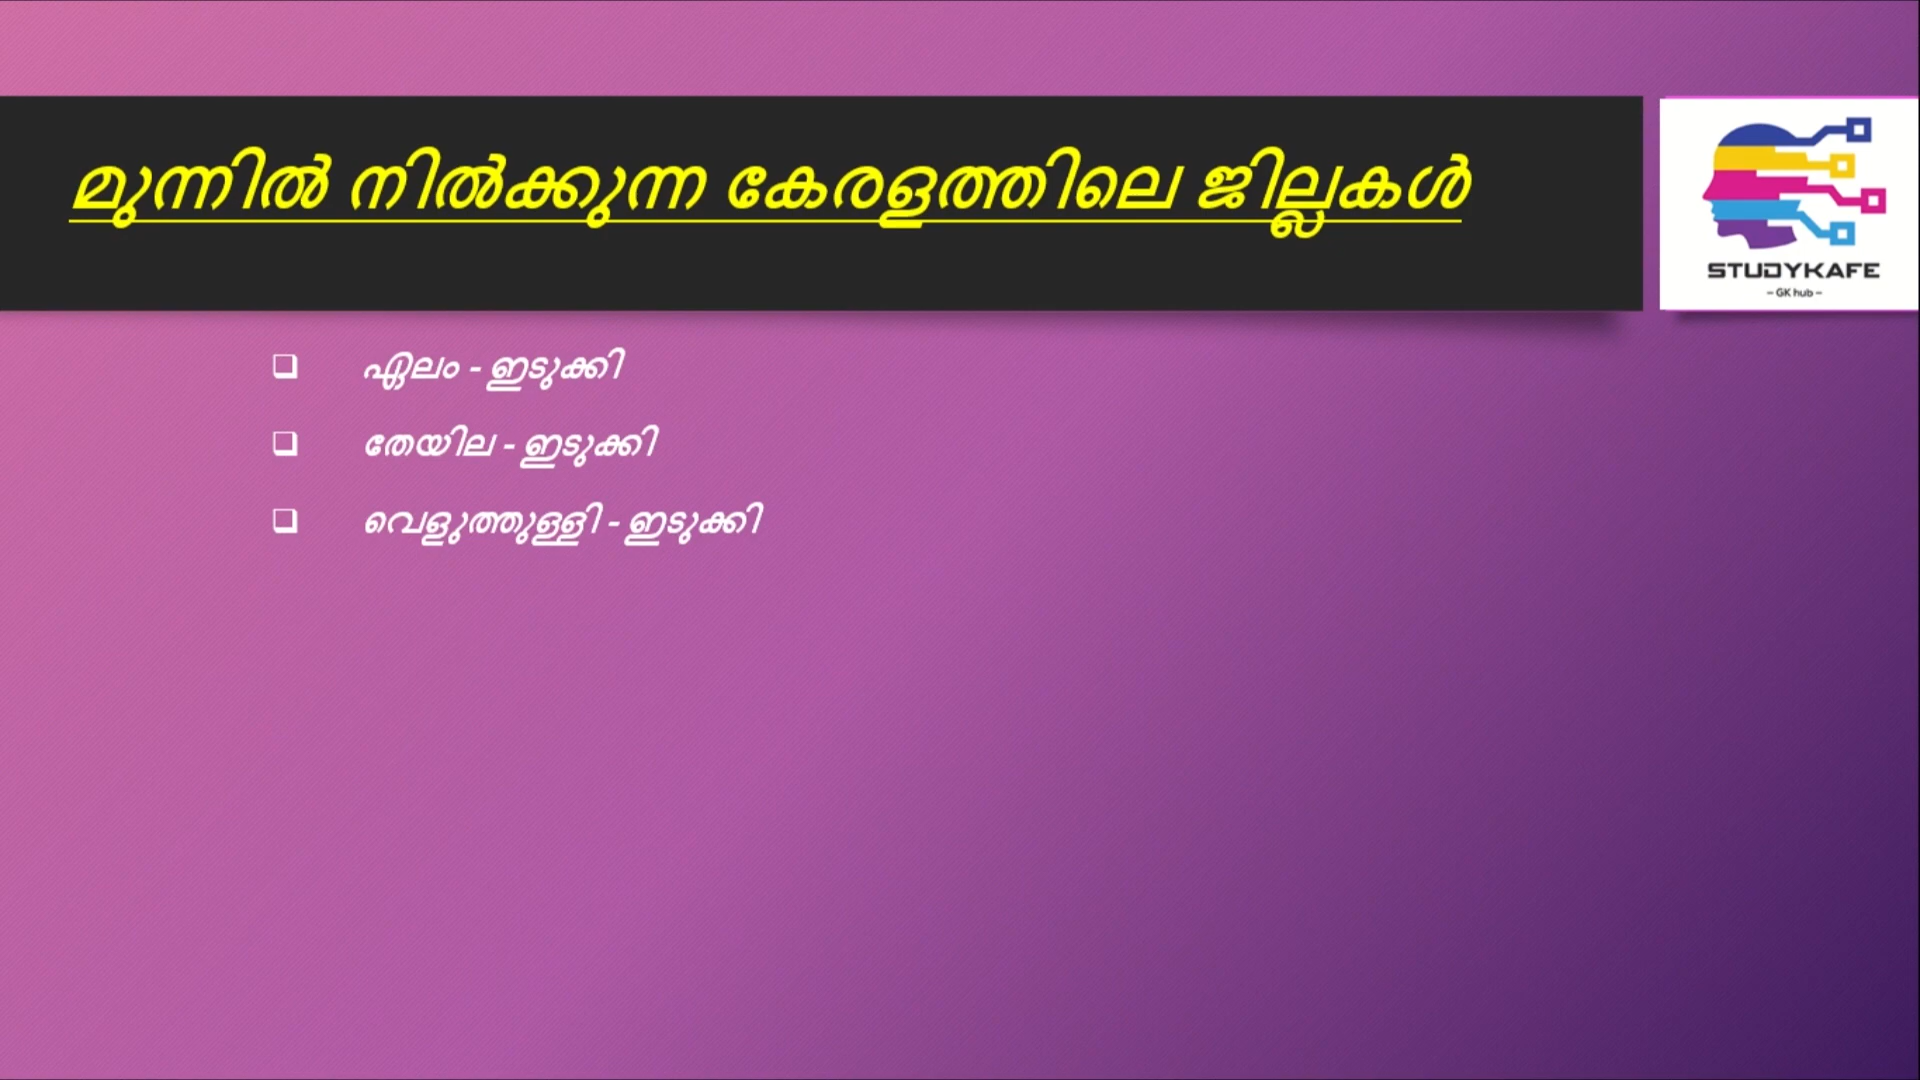 മുന്നിൽ നിൽക്കുന്ന കേരളത്തിലെ ജില്ലകൾ
STUDYKAFE
– GK hub –
❑ ഏലം - ഇടുക്കി
❑ തേയില - ഇടുക്കി
❑ വെളുത്തുള്ളി - ഇടുക്കി